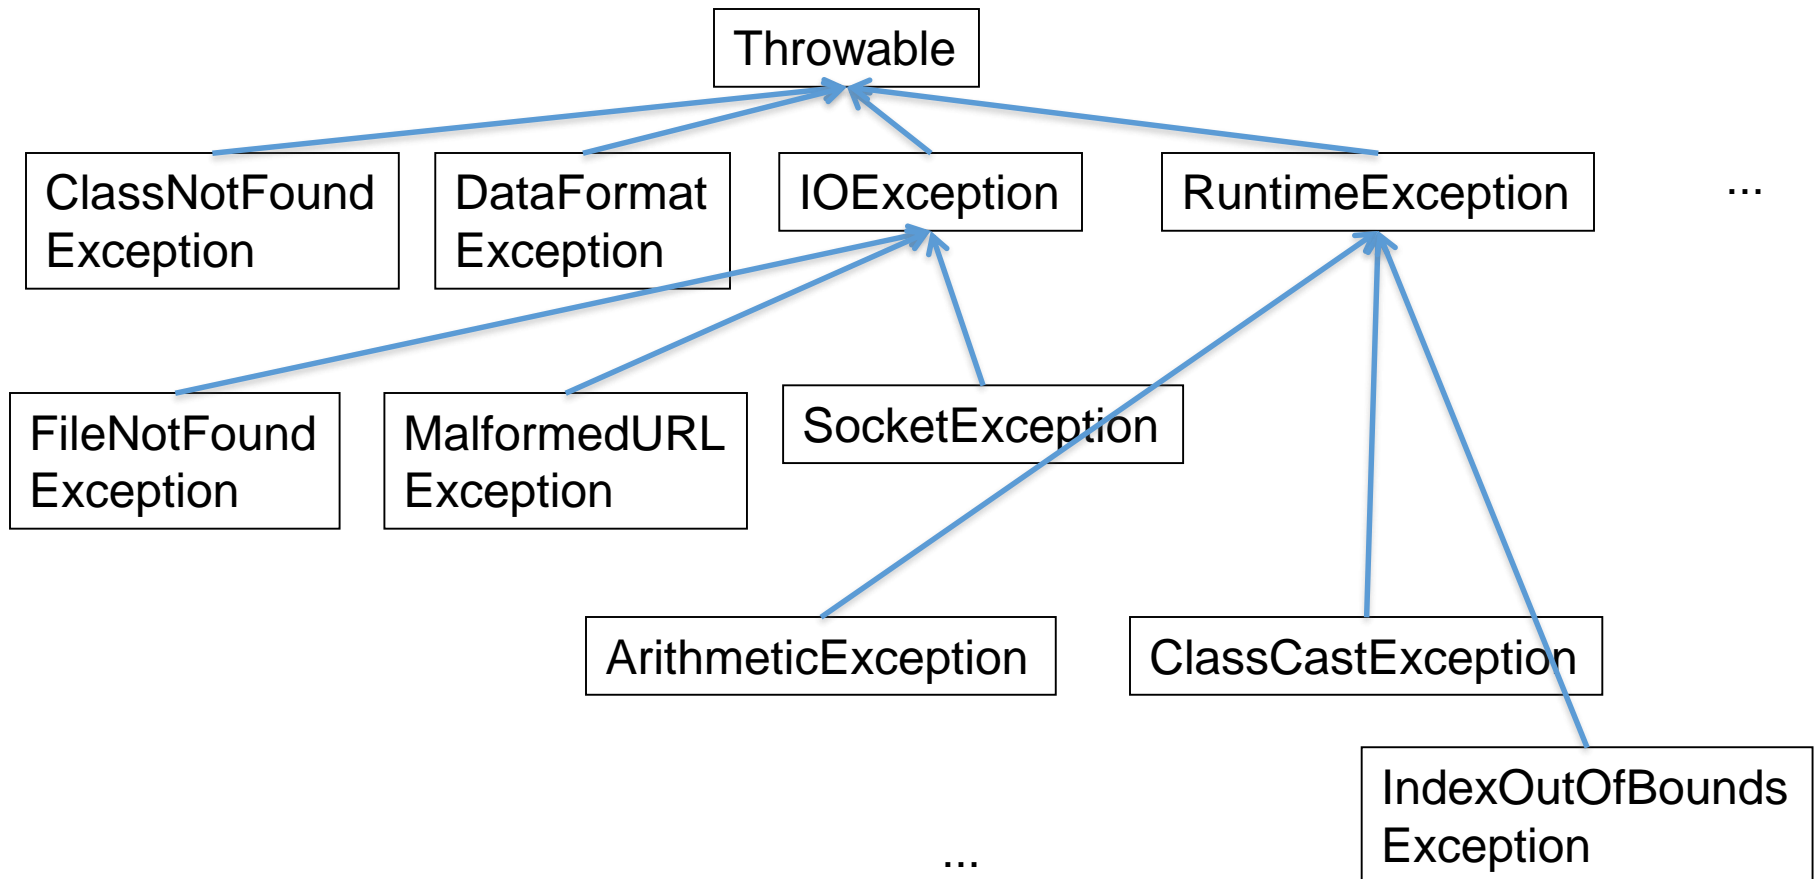 Throwable
ClassNotFound
Exception
DataFormat
Exception
IOException
RuntimeException
...
FileNotFound
Exception
MalformedURL
Exception
SocketException
ArithmeticException
ClassCastException
IndexOutOfBounds
Exception
...